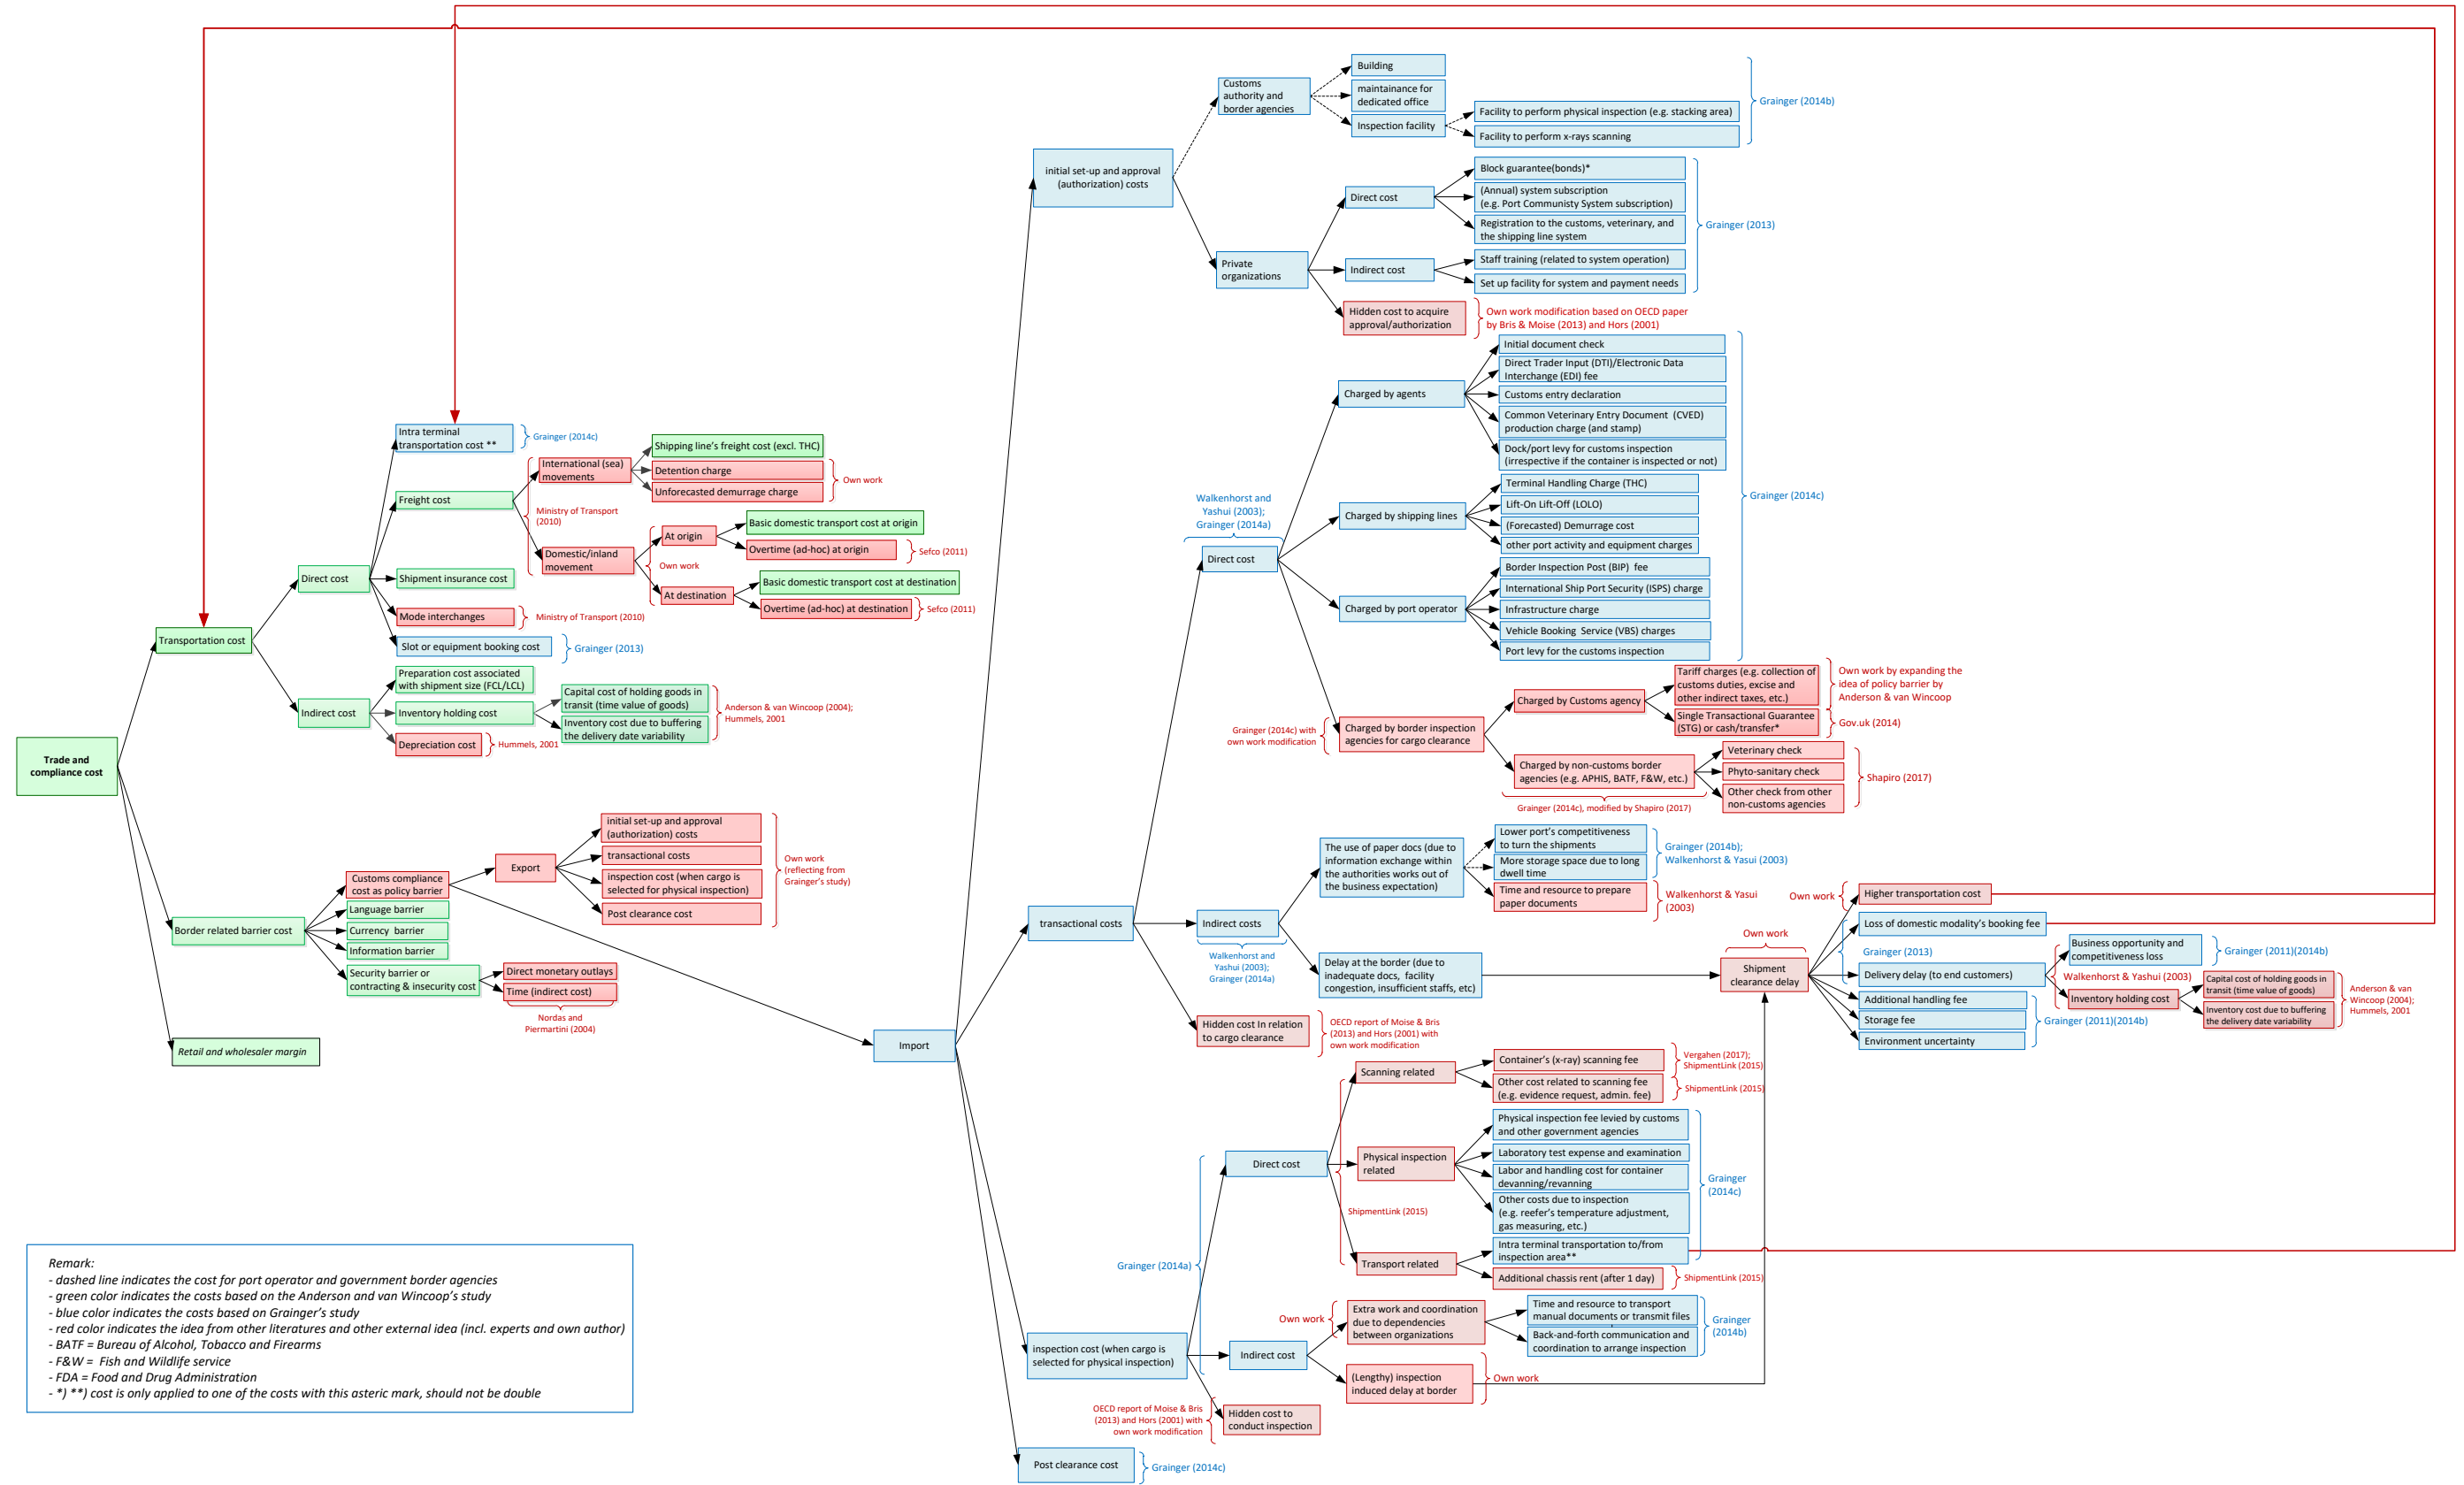 Trade and
compliance cost
Transportation cost
Border related barrier cost
Retail and wholesaler margin
Direct cost
Indirect cost
Intra terminal
transportation cost **
Grainger (2014c)
Freight cost
Shipment insurance cost
Mode interchanges
Ministry of Transport (2010)
Slot or equipment booking cost
Grainger (2013)
Ministry of Transport
(2010)
International (sea)
movements
Shipping line's freight cost (excl. THC)
Detention charge
Unforecasted demurrage charge
Own work
Domestic/inland
movement
Own work
At origin
Basic domestic transport cost at origin
Overtime (ad-hoc) at origin
Sefco (2011)
At destination
Basic domestic transport cost at destination
Overtime (ad-hoc) at destination
Sefco (2011)
Preparation cost associated
with shipment size (FCL/LCL)
Inventory holding cost
Capital cost of holding goods in
transit (time value of goods)
Inventory cost due to buffering
the delivery date variability
Anderson & van Wincoop (2004);
Hummels, 2001
Depreciation cost
Hummels, 2001
Customs compliance
cost as policy barrier
Language barrier
Currency barrier
Information barrier
Security barrier or
contracting & insecurity cost
Direct monetary outlays
Time (indirect cost)
Nordas and
Piermartini (2004)
Export
initial set-up and approval
(authorization) costs
transactional costs
inspection cost (when cargo is
selected for physical inspection)
Post clearance cost
Own work
(reflecting from
Grainger's study)
Import
initial set-up and approval
(authorization) costs
Customs
authority and
border agencies
Building
maintainance for
dedicated office
Inspection facility
Facility to perform physical inspection (e.g. stacking area)
Facility to perform x-rays scanning
Grainger (2014b)
Private
organizations
Direct cost
Block guarantee(bonds)*
(Annual) system subscription
(e.g. Port Communisty System subscription)
Registration to the customs, veterinary, and
the shipping line system
Indirect cost
Staff training (related to system operation)
Set up facility for system and payment needs
Grainger (2013)
Hidden cost to acquire
approval/authorization
Own work modification based on OECD paper
by Bris & Moise (2013) and Hors (2001)
transactional costs
Walkenhorst and
Yashui (2003);
Grainger (2014a)
Direct cost
Charged by agents
Initial document check
Direct Trader Input (DTI)/Electronic Data
Interchange (EDI) fee
Customs entry declaration
Common Veterinary Entry Document (CVED)
production charge (and stamp)
Dock/port levy for customs inspection
(irrespective if the container is inspected or not)
Charged by shipping lines
Terminal Handling Charge (THC)
Lift-On Lift-Off (LOLO)
(Forecasted) Demurrage cost
other port activity and equipment charges
Grainger (2014c)
Charged by port operator
Border Inspection Post (BIP) fee
International Ship Port Security (ISPS) charge
Infrastructure charge
Vehicle Booking Service (VBS) charges
Port levy for the customs inspection
Grainger (2014c) with
own work modification
Charged by border inspection
agencies for cargo clearance
Charged by Customs agency
Tariff charges (e.g. collection of
customs duties, excise and
other indirect taxes, etc.)
Own work by expanding the
idea of policy barrier by
Anderson & van Wincoop
Single Transactional Guarantee
(STG) or cash/transfer*
Gov.uk (2014)
Charged by non-customs border
agencies (e.g. APHIS, BATF, F&W, etc.)
Grainger (2014c), modified by Shapiro (2017)
Veterinary check
Phyto-sanitary check
Other check from other
non-customs agencies
Shapiro (2017)
Indirect costs
Walkenhorst and
Yashui (2003);
Grainger (2014a)
The use of paper docs (due to
information exchange within
the authorities works out of
the business expectation)
Lower port's competitiveness
to turn the shipments
More storage space due to long
dwell time
Grainger (2014b);
Walkenhorst & Yasui (2003)
Time and resource to prepare
paper documents
Walkenhorst & Yasui
(2003)
Delay at the border (due to
inadequate docs, facility
congestion, insufficient staffs, etc)
Hidden cost In relation
to cargo clearance
OECD report of Moise & Bris
(2013) and Hors (2001) with
own work modification
Own work
Shipment
clearance delay
Own work
Higher transportation cost
Loss of domestic modality's booking fee
Grainger (2013)
Delivery delay (to end customers)
Additional handling fee
Storage fee
Environment uncertainty
Grainger (2011)(2014b)
Business opportunity and
competitiveness loss
Grainger (2011)(2014b)
Walkenhorst & Yashui (2003)
Inventory holding cost
Capital cost of holding goods in
transit (time value of goods)
Inventory cost due to buffering
the delivery date variability
Anderson & van
Wincoop (2004);
Hummels, 2001
inspection cost (when cargo is
selected for physical inspection)
Grainger (2014a)
Direct cost
ShipmentLink (2015)
Scanning related
Container's (x-ray) scanning fee
Vergahen (2017);
ShipmentLink (2015)
Other cost related to scanning fee
(e.g. evidence request, admin. fee)
ShipmentLink (2015)
Physical inspection
related
Physical inspection fee levied by customs
and other government agencies
Laboratory test expense and examination
Labor and handling cost for container
devanning/revanning
Other costs due to inspection
(e.g. reefer's temperature adjustment,
gas measuring, etc.)
Grainger
(2014c)
Transport related
Intra terminal transportation to/from
inspection area**
Additional chassis rent (after 1 day)
ShipmentLink (2015)
Indirect cost
Own work
Extra work and coordination
due to dependencies
between organizations
Time and resource to transport
manual documents or transmit files
Back-and-forth communication and
coordination to arrange inspection
Grainger
(2014b)
(Lengthy) inspection
induced delay at border
Own work
OECD report of Moise & Bris
(2013) and Hors (2001) with
own work modification
Hidden cost to
conduct inspection
Post clearance cost
Grainger (2014c)
Remark:
- dashed line indicates the cost for port operator and government border agencies
- green color indicates the costs based on the Anderson and van Wincoop's study
- blue color indicates the costs based on Grainger's study
- red color indicates the idea from other literatures and other external idea (incl. experts and own author)
- BATF = Bureau of Alcohol, Tobacco and Firearms
- F&W = Fish and Wildlife service
- FDA = Food and Drug Administration
- *) **) cost is only applied to one of the costs with this asteric mark, should not be double